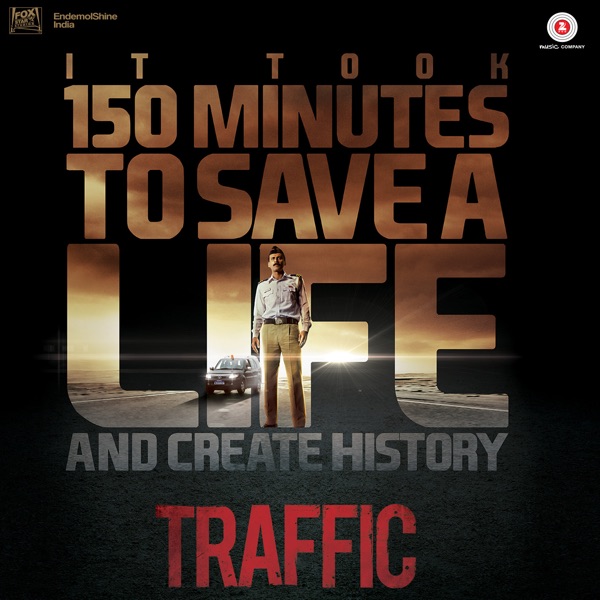 FOX
STAR
STUDIOS
EndemolShine
India
Z
music COMPANY
IT TOOK
150 MINUTES
TO SAVE A
LIFE
AND CREATE HISTORY
TRAFFIC